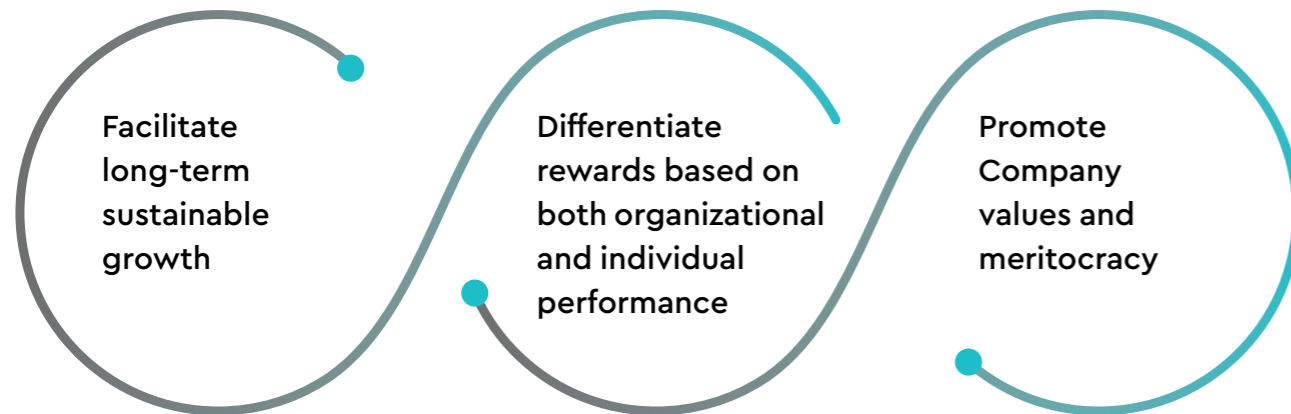 Facilitate
long-term
sustainable
growth
Differentiate
rewards based on
both organizational
and individual
performance
Promote
Company
values and
meritocracy